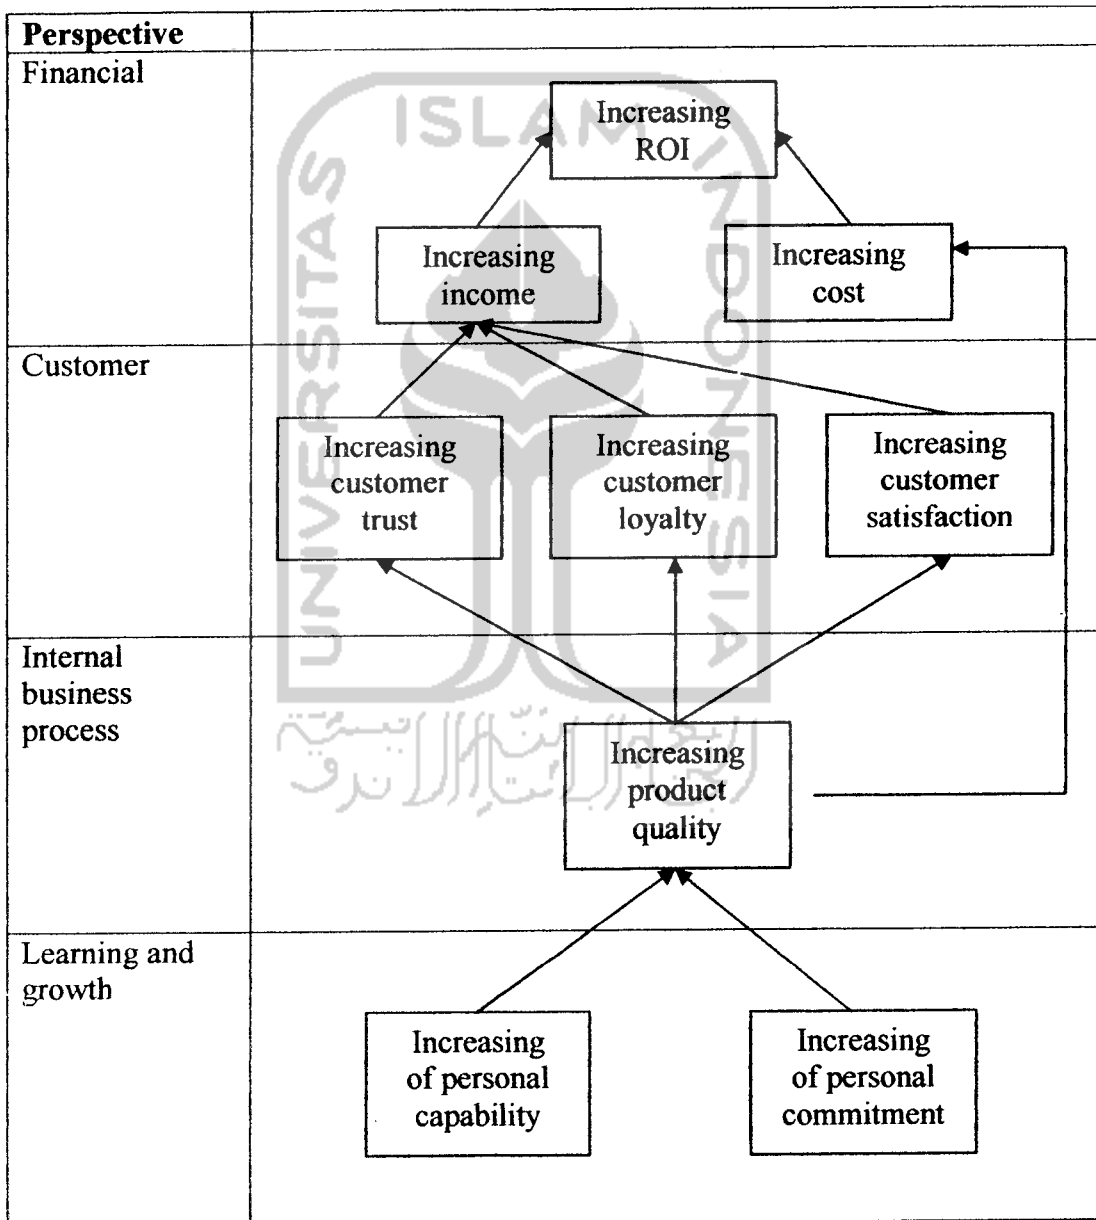 Perspective
Financial
Increasing
ROI
Increasing
income
Increasing
cost
Customer
Increasing
customer
trust
Increasing
customer
loyalty
Increasing
customer
satisfaction
Internal
business
process
Increasing
product
quality
Learning and
growth
Increasing
of personal
capability
Increasing
of personal
commitment
UNIVERSITAS
ISLAM
INDONESIA